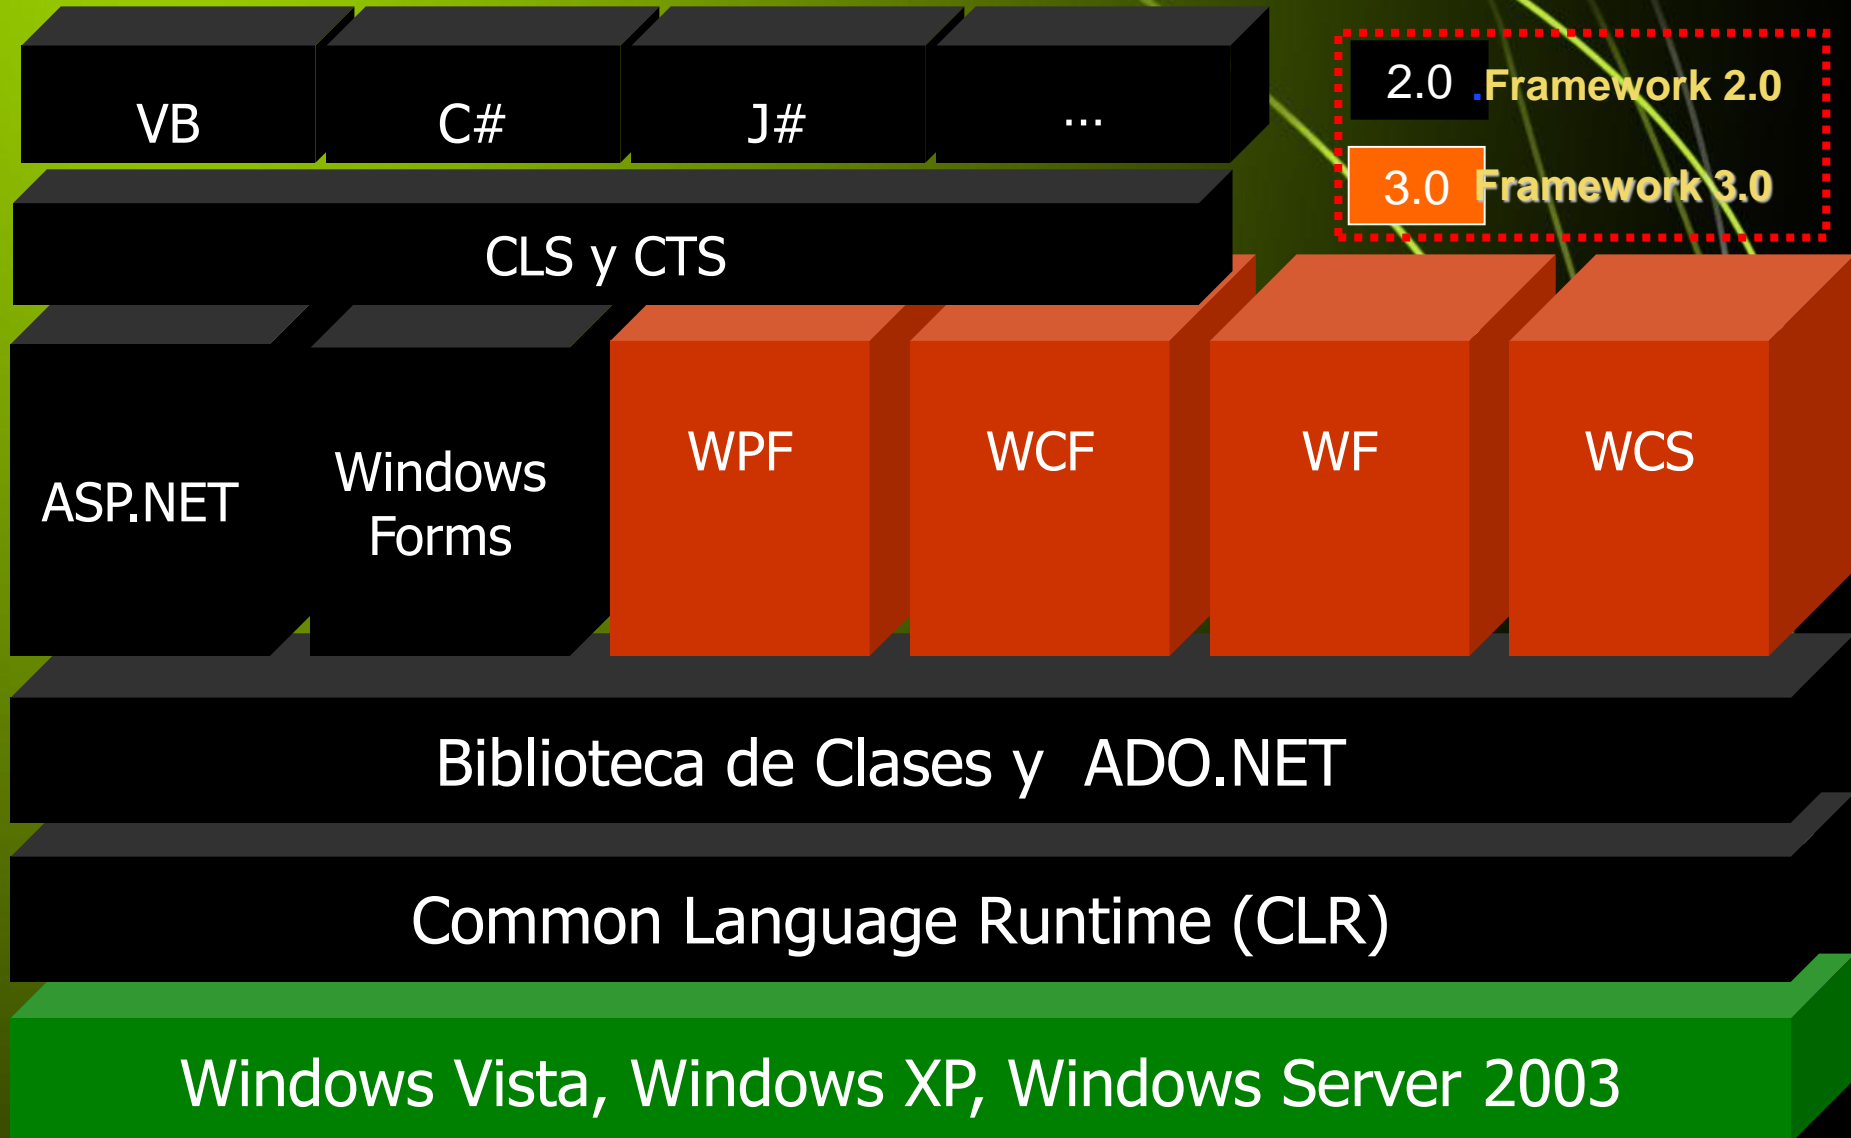 VB
C#
J#
...
2.0 .Framework 2.0
3.0 Framework 3.0
CLS y CTS
ASP.NET
Windows
Forms
WPF
WCF
WF
WCS
Biblioteca de Clases y ADO.NET
Common Language Runtime (CLR)
Windows Vista, Windows XP, Windows Server 2003